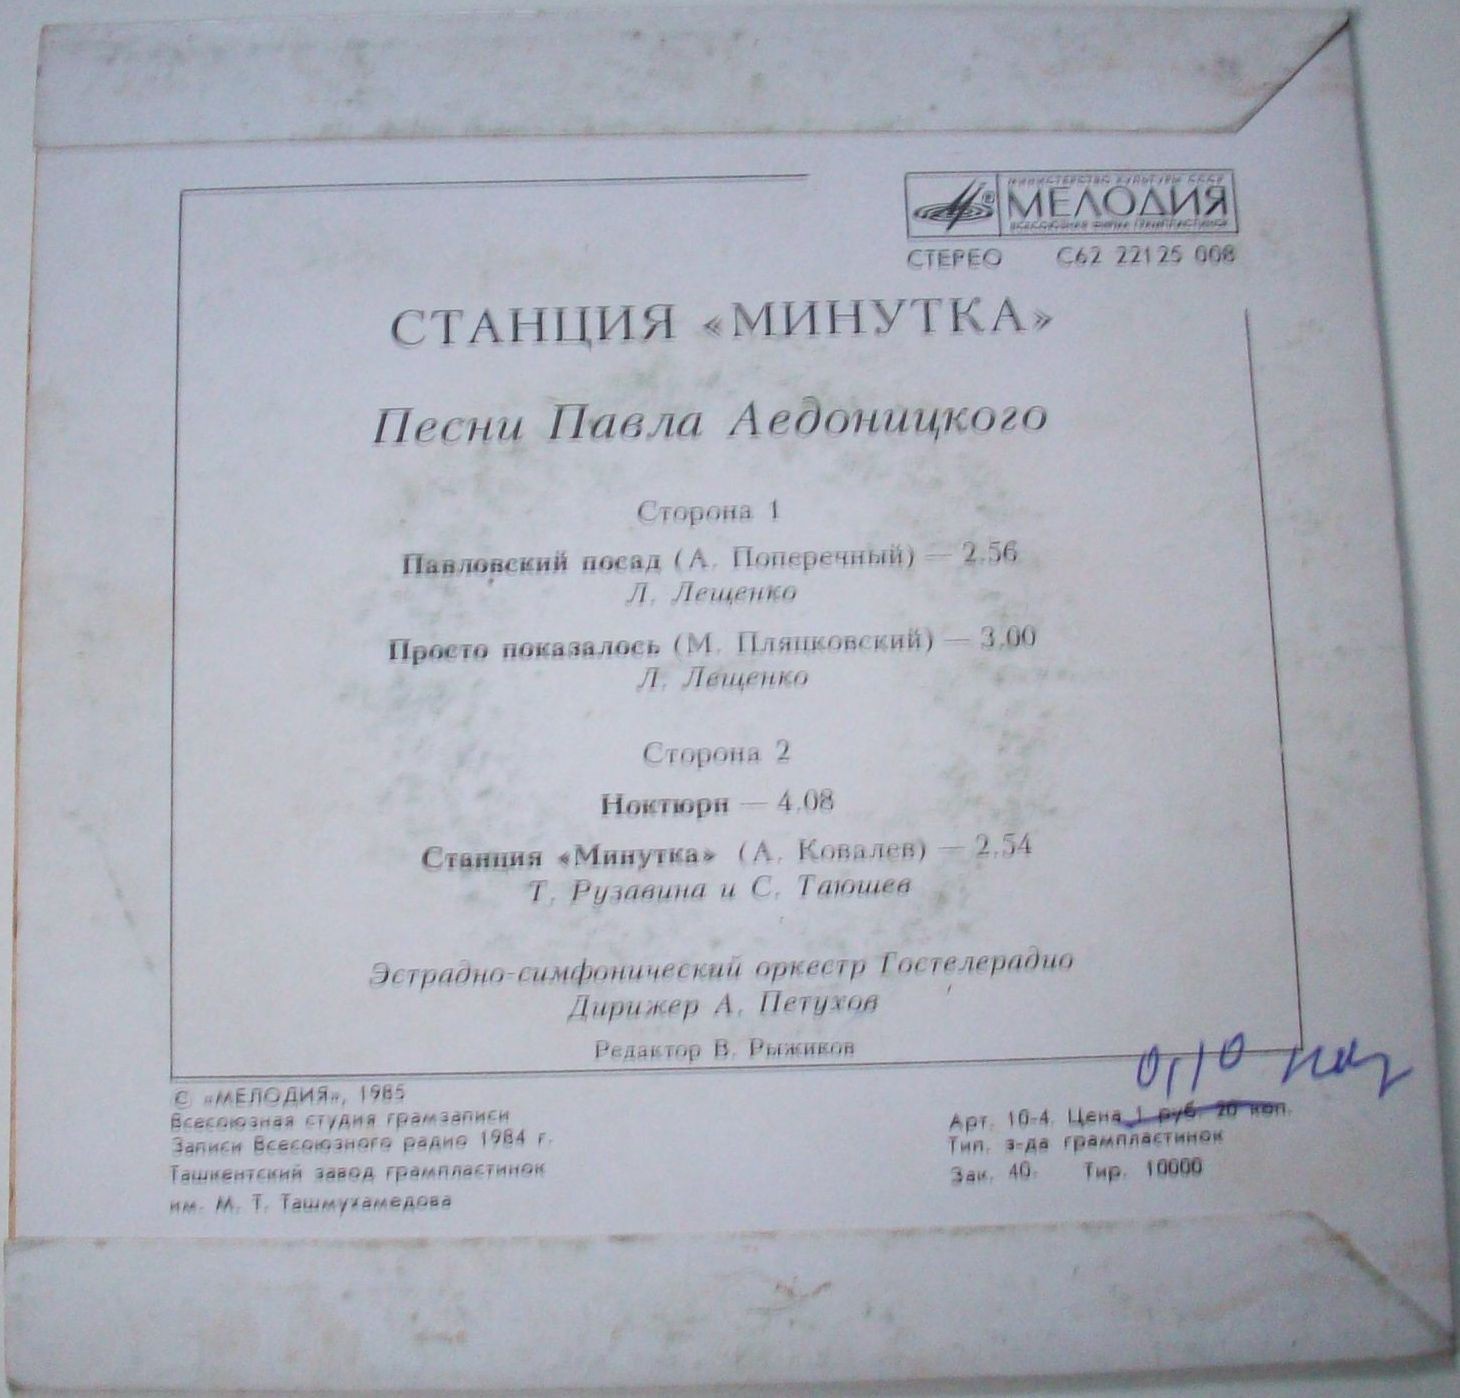 МИНИСТЕРСТВО КУЛЬТУРЫ СССР
МЕЛОДИЯ
ВСЕСОЮЗНАЯ ФИРМА ГРАМПЛАСТИНОК
СТЕРЕО С62 22125 008
СТАНЦИЯ «МИНУТКА»
Песни Павла Аедоницкого
Сторона 1
Павловский посад (А. Поперечный) — 2.56
Л. Лещенко
Просто показалось (М. Пляцковский) — 3.00
Л. Лещенко
Сторона 2
Ноктюрн — 4.08
Станция «Минутка» (А. Ковалев) — 2.54
Т. Рузавина и С. Таюшев
Эстрадно-симфонический оркестр Гостелерадио
Дирижер А. Петухов
Редактор В. Рыжиков
0,10
© «МЕЛОДИЯ», 1985
Всесоюзная студия грамзаписи
Записи Всесоюзного радио 1984 г.
Ташкентский завод грампластинок
им. М. Т. Ташмухамедова
Арт. 10-4. Цена 1 руб. 20 коп.
Тип. з-да грампластинок
Зак. 40. Тир. 10000